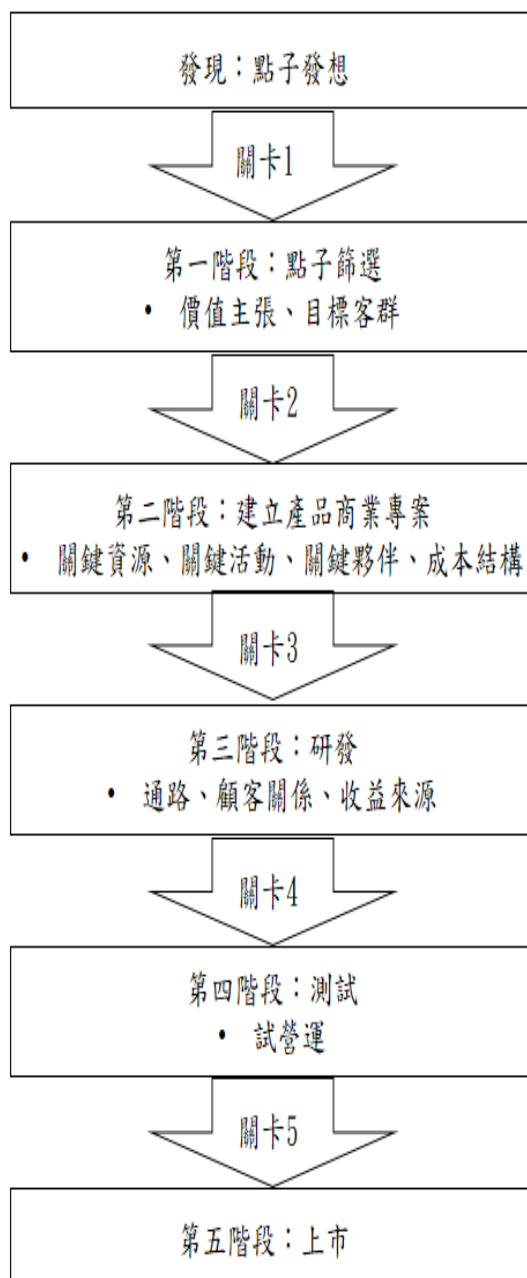 發現：點子發想
關卡1
第一階段：點子篩選
• 價值主張、目標客群
關卡2
第二階段：建立產品商業專案
• 關鍵資源、關鍵活動、關鍵夥伴、成本結構
關卡3
第三階段：研發
• 通路、顧客關係、收益來源
關卡4
第四階段：測試
• 試營運
關卡5
第五階段：上市